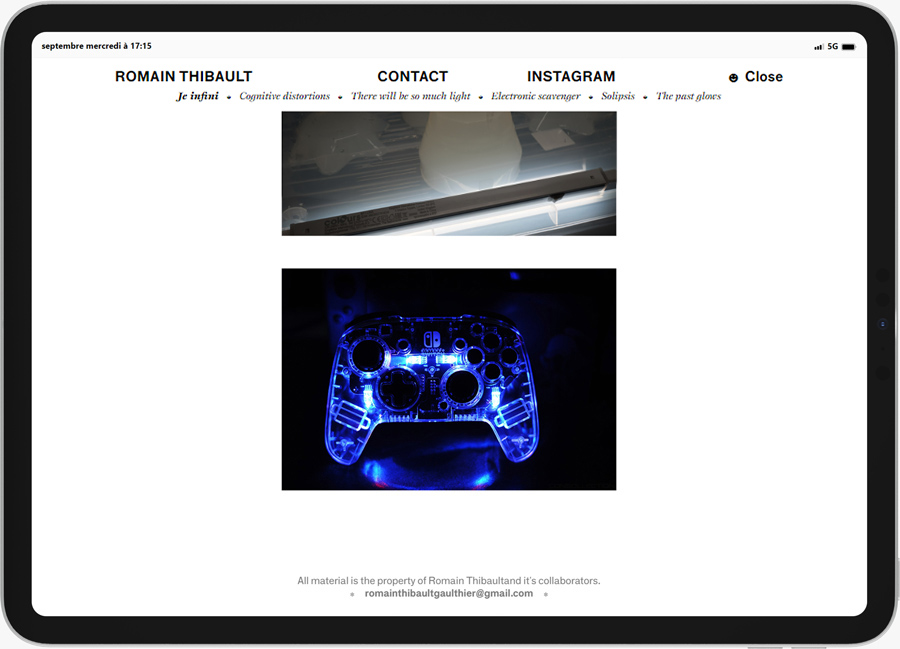 septembre mercredi à 17:15
5G
ROMAIN THIBAULT CONTACT INSTAGRAM Close
Je infini Cognitive distortions There will be so much light Electronic scavenger Solipsis The past glows
All material is the property of Romain Thibaultand it's collaborators.
romainthibaultgaulthier@gmail.com